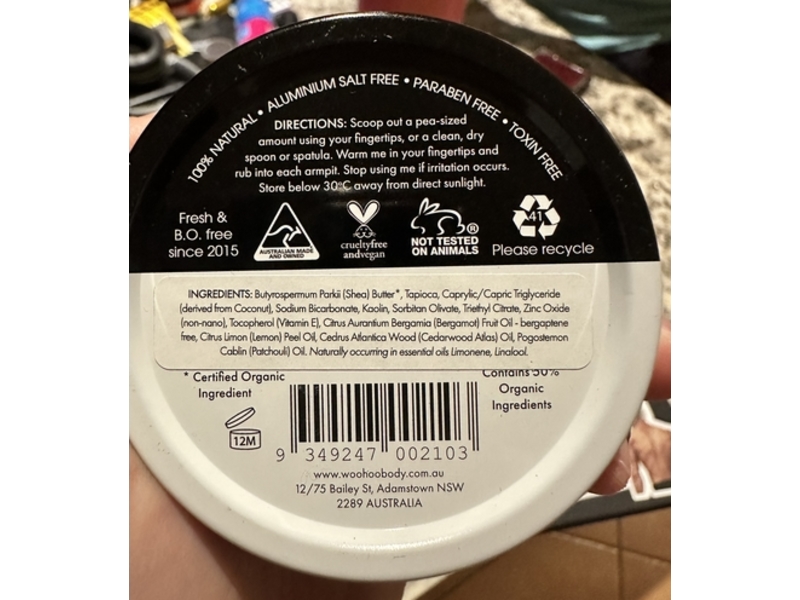 100% NATURAL • ALUMINIUM SALT FREE • PARABEN FREE • TOXIN FREE
DIRECTIONS: Scoop out a pea-sized
amount using your fingertips, or a clean, dry
spoon or spatula. Warm me in your fingertips and
rub into each armpit. Stop using me if irritation occurs.
Store below 30°C away from direct sunlight.
Fresh &
B.O. free
since 2015
AUSTRALIAN MADE
AND OWNED
crueltyfree
andvegan
NOT TESTED
ON ANIMALS
®
41
Please recycle
INGREDIENTS: Butyrospermum Parkii (Shea) Butter*, Tapioca, Caprylic/Capric Triglyceride
(derived from Coconut), Sodium Bicarbonate, Kaolin, Sorbitan Olivate, Triethyl Citrate, Zinc Oxide
(non-nano), Tocopherol (Vitamin E), Citrus Aurantium Bergamia (Bergamot) Fruit Oil - bergaptene
free, Citrus Limon (Lemon) Peel Oil, Cedrus Atlantica Wood (Cedarwood Atlas) Oil, Pogostemon
Cablin (Patchouli) Oil. Naturally occurring in essential oils Limonene, Linalool.
* Certified Organic
Ingredient
Contains 50%
Organic
Ingredients
12M
9 349247 002103
www.woohoobody.com.au
12/75 Bailey St, Adamstown NSW
2289 AUSTRALIA